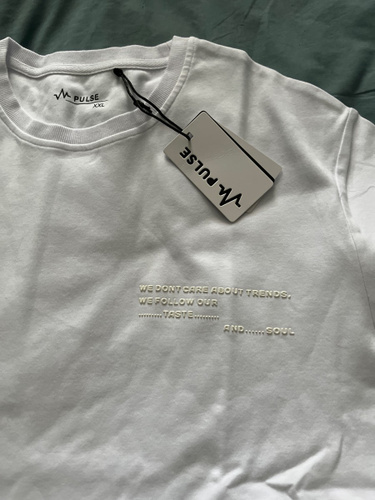 PULSE
XXL
PULSE
WE DONT CARE ABOUT TRENDS,
WE FOLLOW OUR
........TASTE........
AND......SOUL